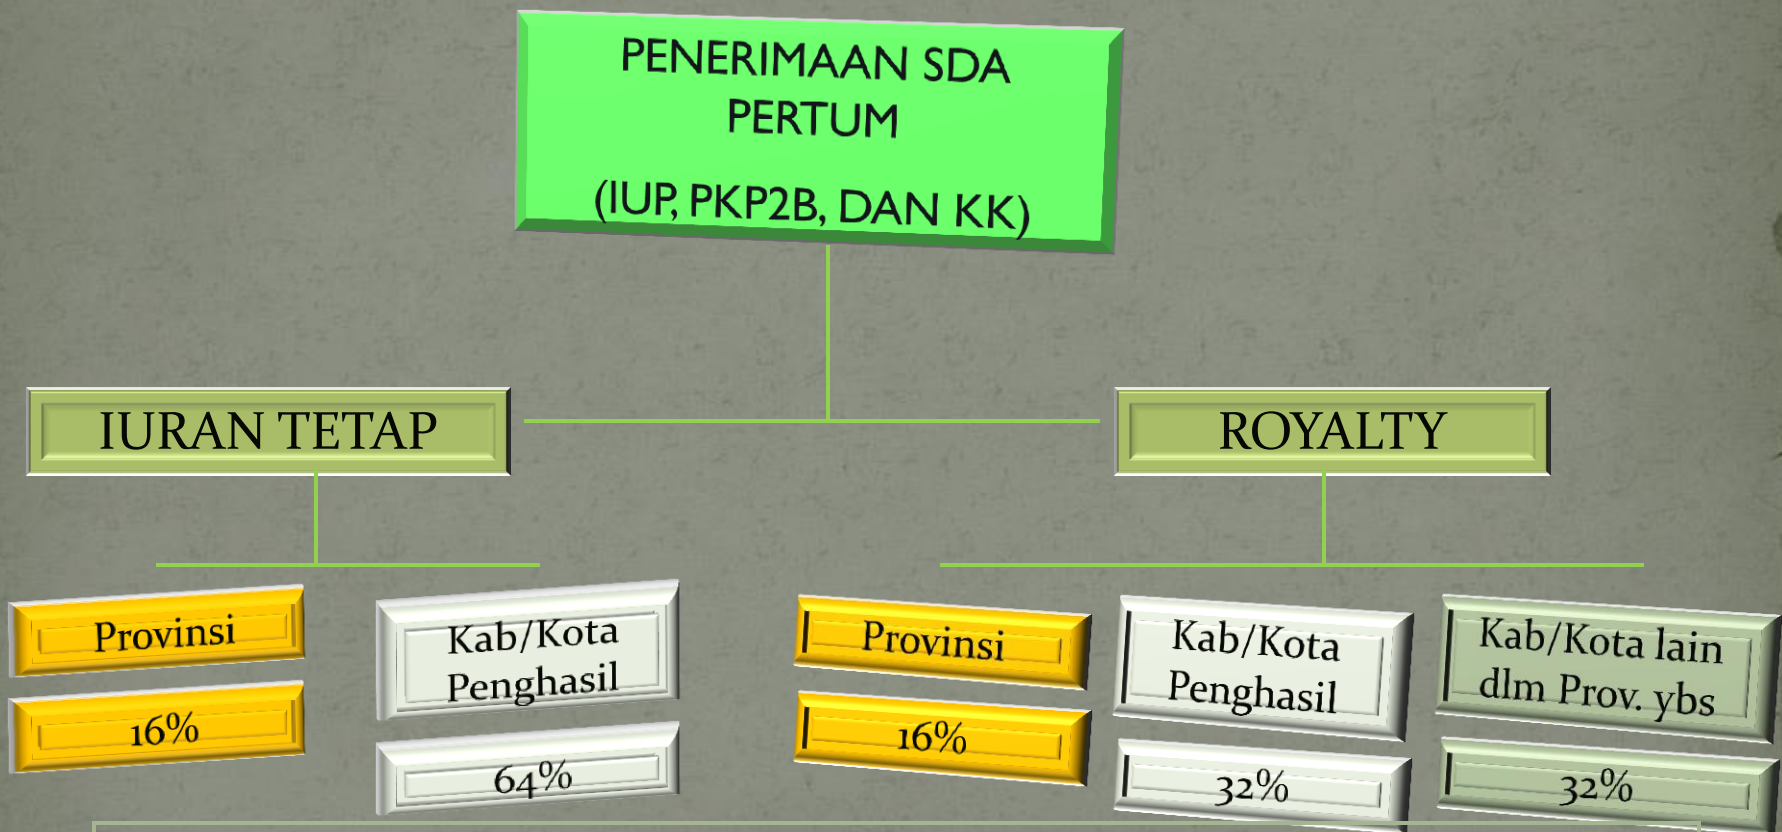 PENERIMAAN SDA
PERTUM
(IUP, PKP2B, DAN KK)
IURAN TETAP
ROYALTY
Provinsi
16%
Kab/Kota
Penghasil
64%
Provinsi
16%
Kab/Kota
Penghasil
32%
Kab/Kota lain
dlm Prov. ybs
32%